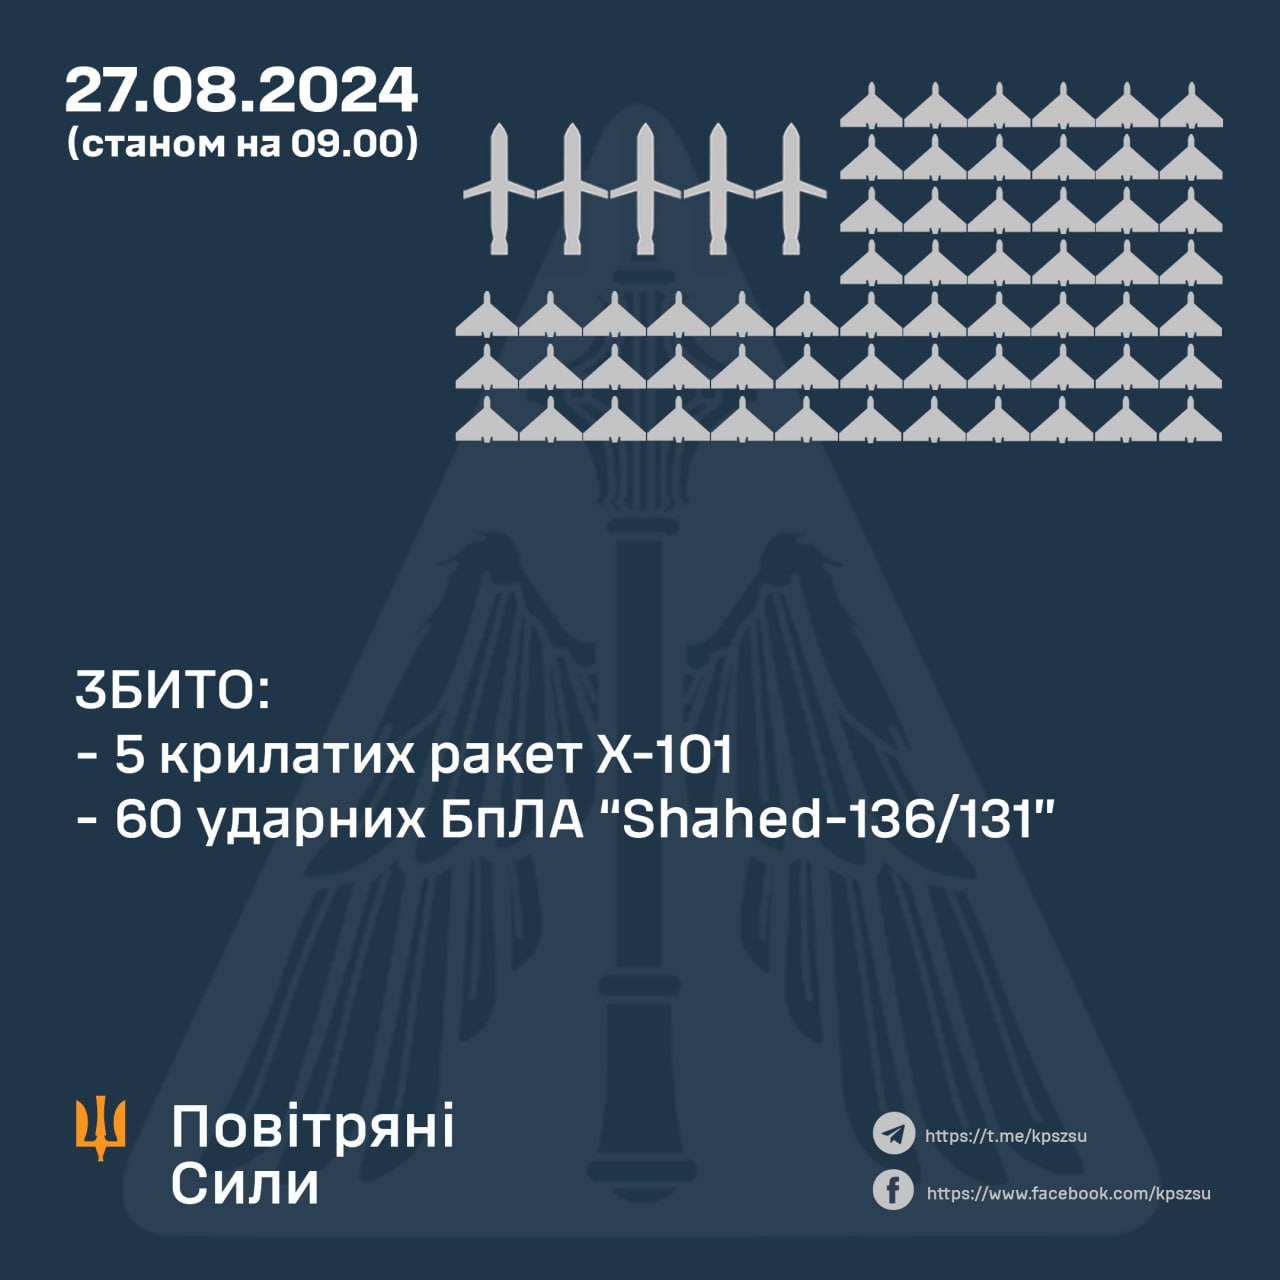 27.08.2024
(станом на 09.00)
ЗБИТО:
- 5 крилатих ракет Х-101
- 60 ударних БпЛА “Shahed-136/131”
Повітряні
Сили
https://t.me/kpszsu
https://www.facebook.com/kpszsu